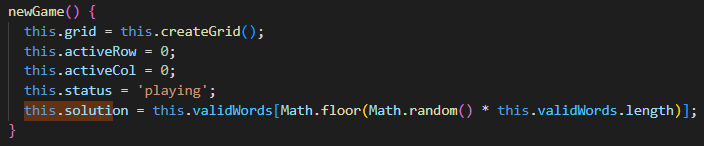 newGame() {
this.grid = this.createGrid();
this.activeRow = 0;
this.activeCol = 0;
this.status = 'playing';
this.solution = this.validWords[Math.floor(Math.random() * this.validWords.length)];
}